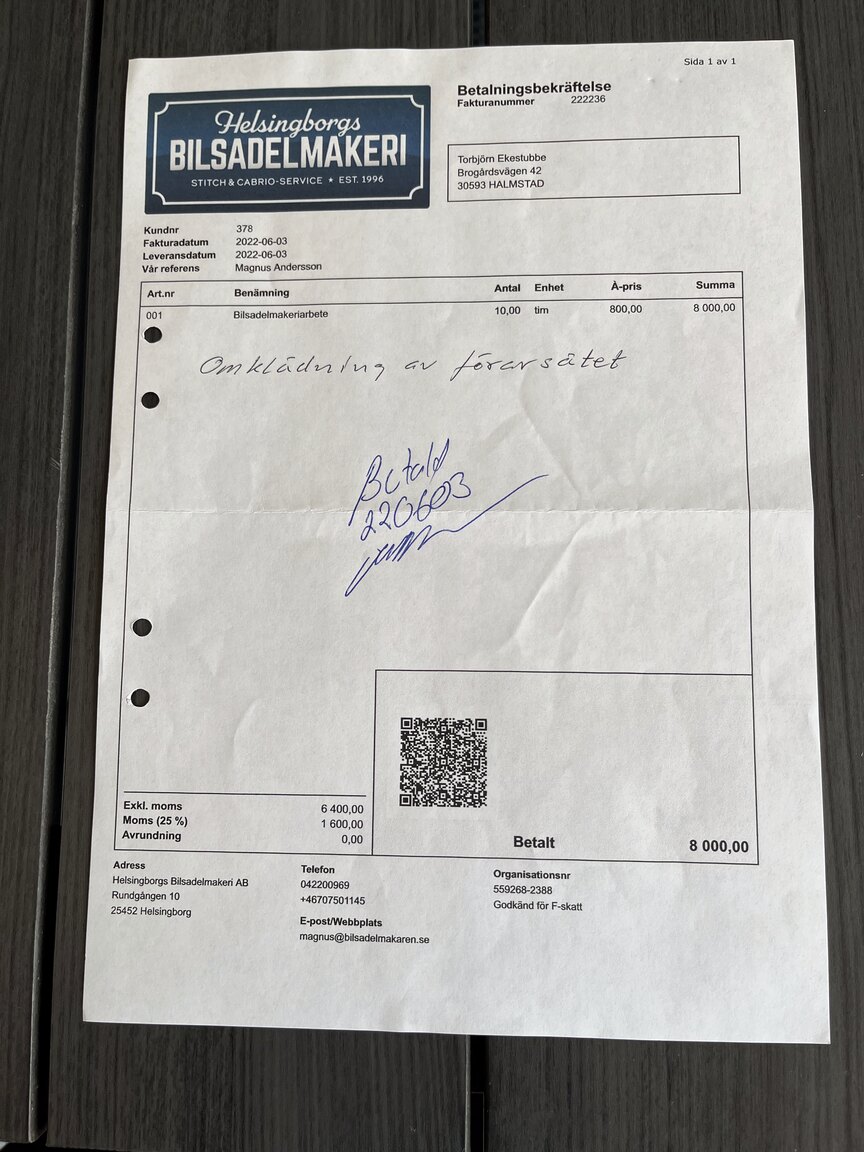 Sida 1 av 1
Helsingborgs
BILSADELMAKERI
STITCH & CABRIO-SERVICE ★ EST. 1996
Betalningsbekräftelse
Fakturanummer 222236
Torbjörn Ekestubbe
Brogårdsvägen 42
30593 HALMSTAD
Kundnr 378
Fakturadatum 2022-06-03
Leveransdatum 2022-06-03
Vår referens Magnus Andersson
Art.nr Benämning Antal Enhet À-pris Summa
001 Bilsadelmakeriarbete 10,00 tim 800,00 8 000,00
Omklädning av förarsätet
Betald
220603
Exkl. moms 6 400,00
Moms (25 %) 1 600,00
Avrundning 0,00
Betalt 8 000,00
Adress
Helsingborgs Bilsadelmakeri AB
Rundgången 10
25452 Helsingborg
Telefon
042200969
+46707501145
E-post/Webbplats
magnus@bilsadelmakaren.se
Organisationsnr
559268-2388
Godkänd för F-skatt